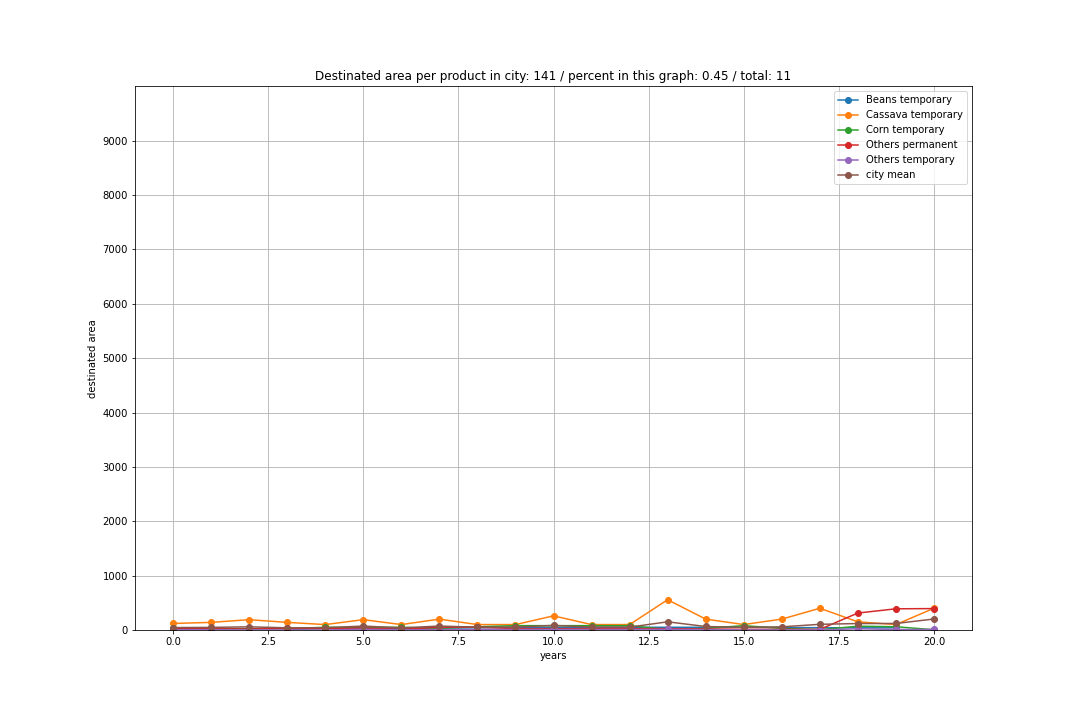 Destinated area per product in city: 141 / percent in this graph: 0.45 / total: 11
Beans temporary
Cassava temporary
Corn temporary
Others permanent
Others temporary
city mean
9000
8000
7000
6000
5000
4000
3000
2000
1000
0
destinated area
0.0 2.5 5.0 7.5 10.0 12.5 15.0 17.5 20.0
years